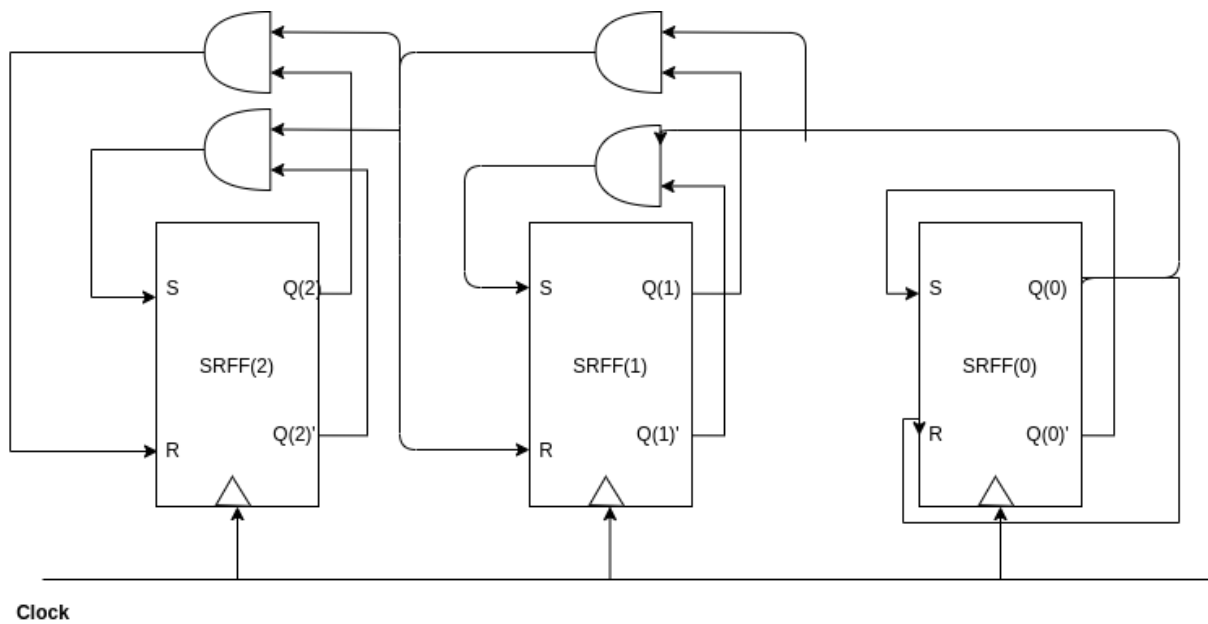 S Q(2) S Q(1) S Q(0)
SRFF(2) SRFF(1) SRFF(0)
R Q(2)' R Q(1)' R Q(0)'
Clock